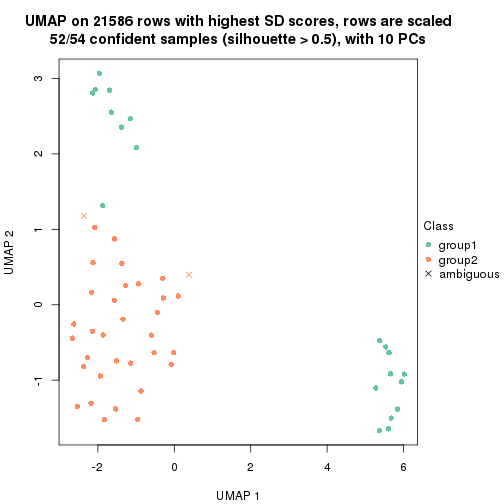 UMAP on 21586 rows with highest SD scores, rows are scaled
52/54 confident samples (silhouette > 0.5), with 10 PCs
3
2
1
0
-1
UMAP 2
-2
0
2
4
6
UMAP 1
Class
group1
group2
ambiguous